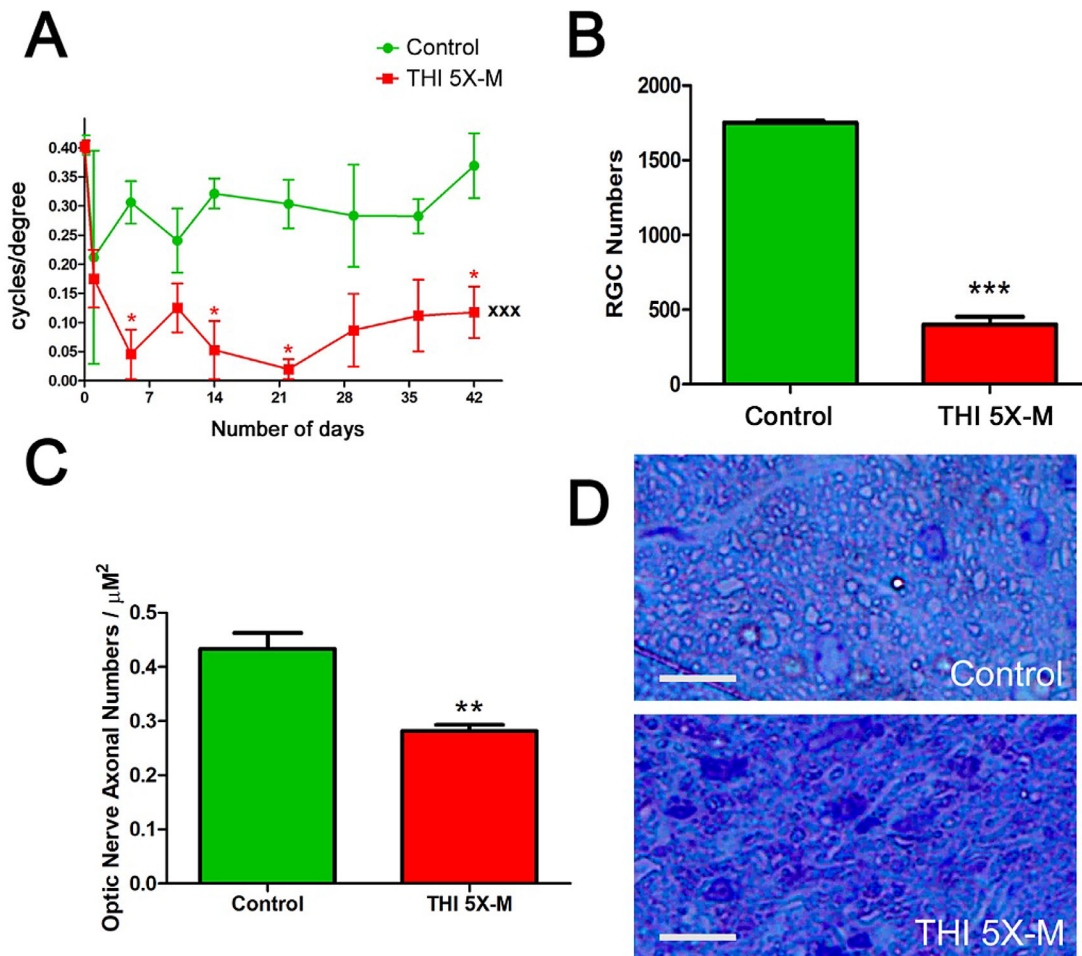 A
Control
THI 5X-M
cycles/degree
0.40
0.35
0.30
0.25
0.20
0.15
0.10
0.05
0.00
* * * *
xxx
0 7 14 21 28 35 42
Number of days
B
RGC Numbers
2000
1500
1000
500
0
***
Control THI 5X-M
C
Optic Nerve Axonal Numbers / μM²
0.5
0.4
0.3
0.2
0.1
0.0
**
Control THI 5X-M
D
Control
THI 5X-M